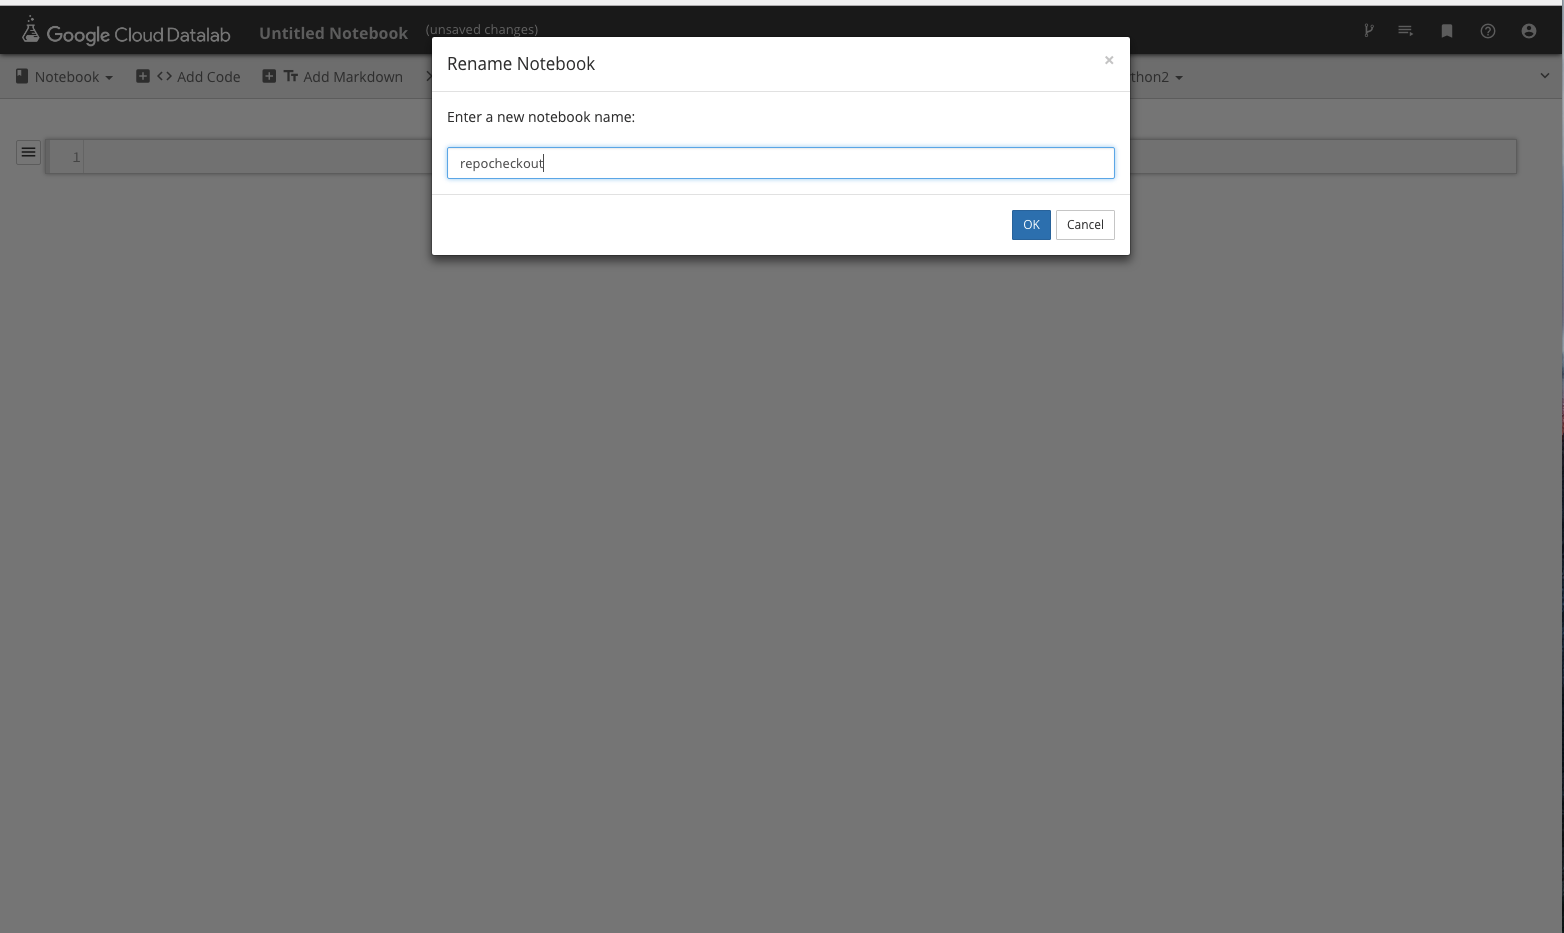 Google Cloud Datalab Untitled Notebook (unsaved changes)
Notebook Add Code Tr Add Markdown thon2
Rename Notebook ×
Enter a new notebook name:
repocheckout
OK Cancel
1